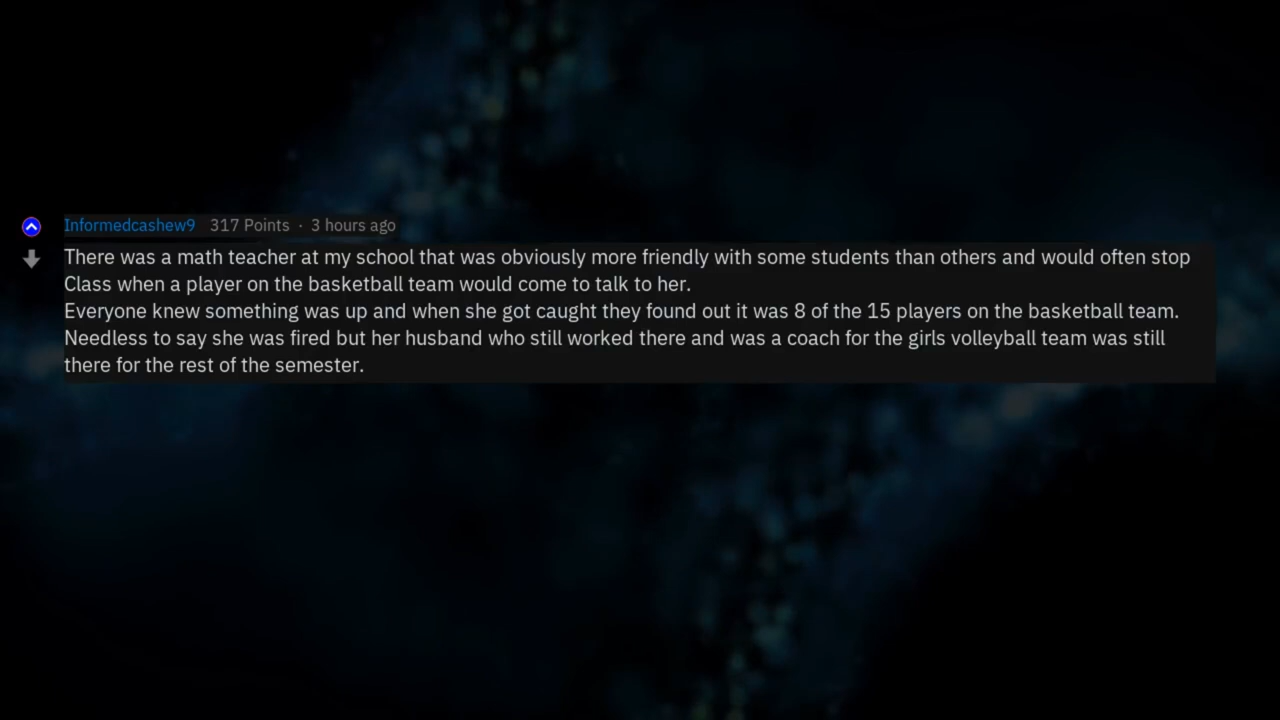 Informedcashew9 317 Points · 3 hours ago
There was a math teacher at my school that was obviously more friendly with some students than others and would often stop
Class when a player on the basketball team would come to talk to her.
Everyone knew something was up and when she got caught they found out it was 8 of the 15 players on the basketball team.
Needless to say she was fired but her husband who still worked there and was a coach for the girls volleyball team was still
there for the rest of the semester.